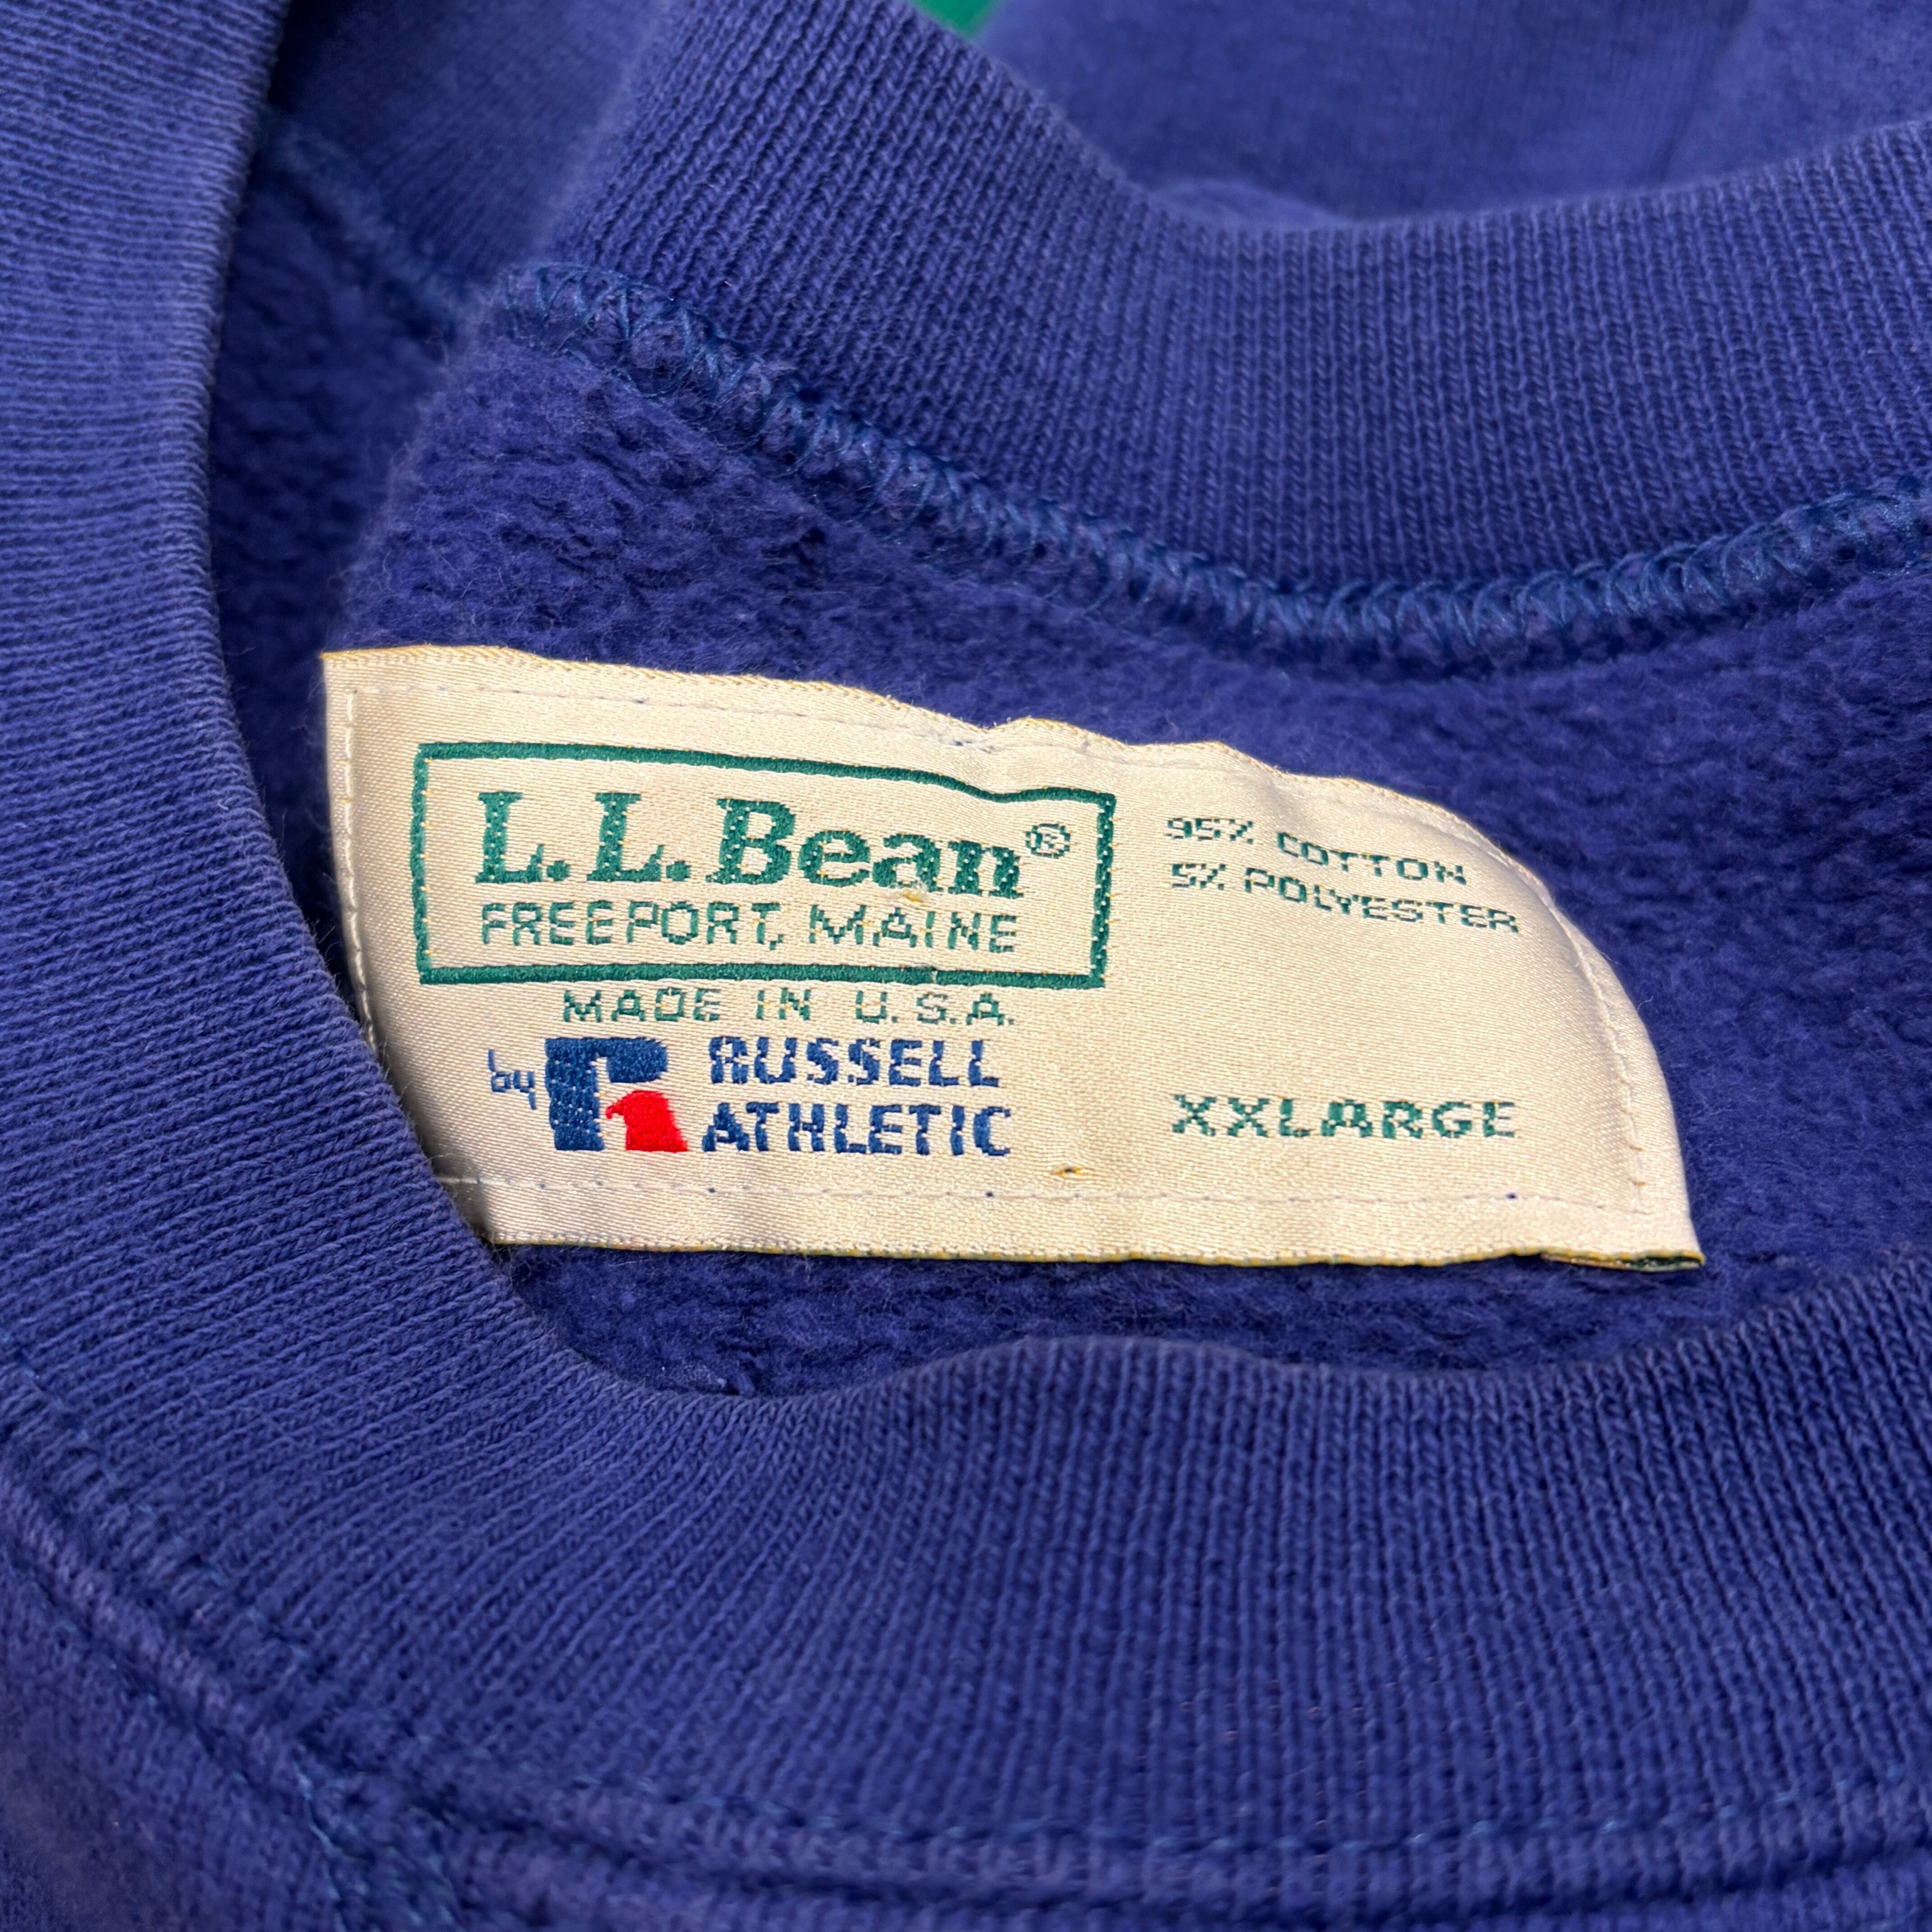 L.L.Bean®
FREEPORT, MAINE
MADE IN U.S.A.
by RUSSELL
ATHLETIC
95% COTTON
5% POLYESTER
XXLARGE